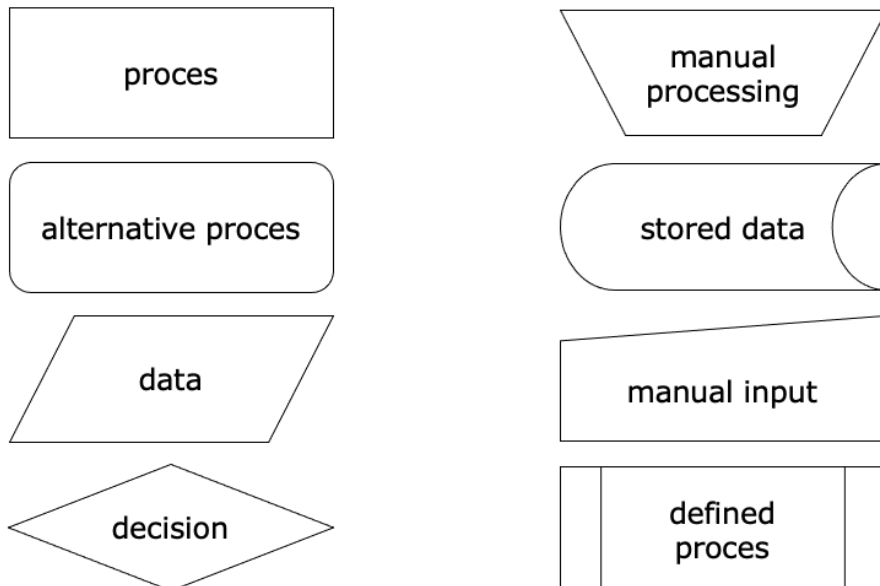 proces
manual
processing
alternative proces
stored data
data
manual input
decision
defined
proces